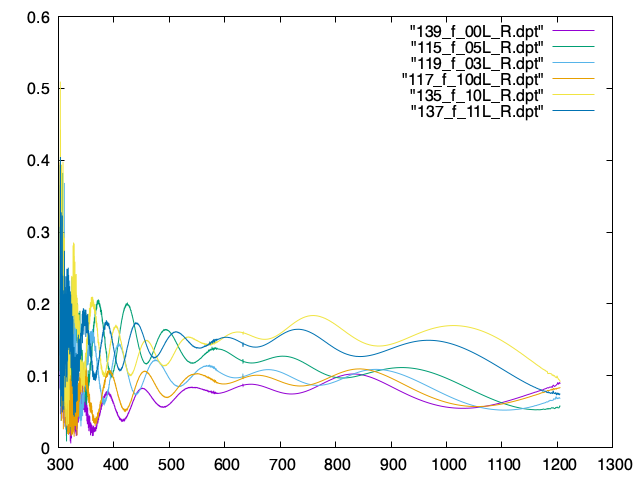 0.6
0.5
0.4
0.3
0.2
0.1
0
300 400 500 600 700 800 900 1000 1100 1200 1300
"139_f_00L_R.dpt"
"115_f_05L_R.dpt"
"119_f_03L_R.dpt"
"117_f_10dL_R.dpt"
"135_f_10L_R.dpt"
"137_f_11L_R.dpt"